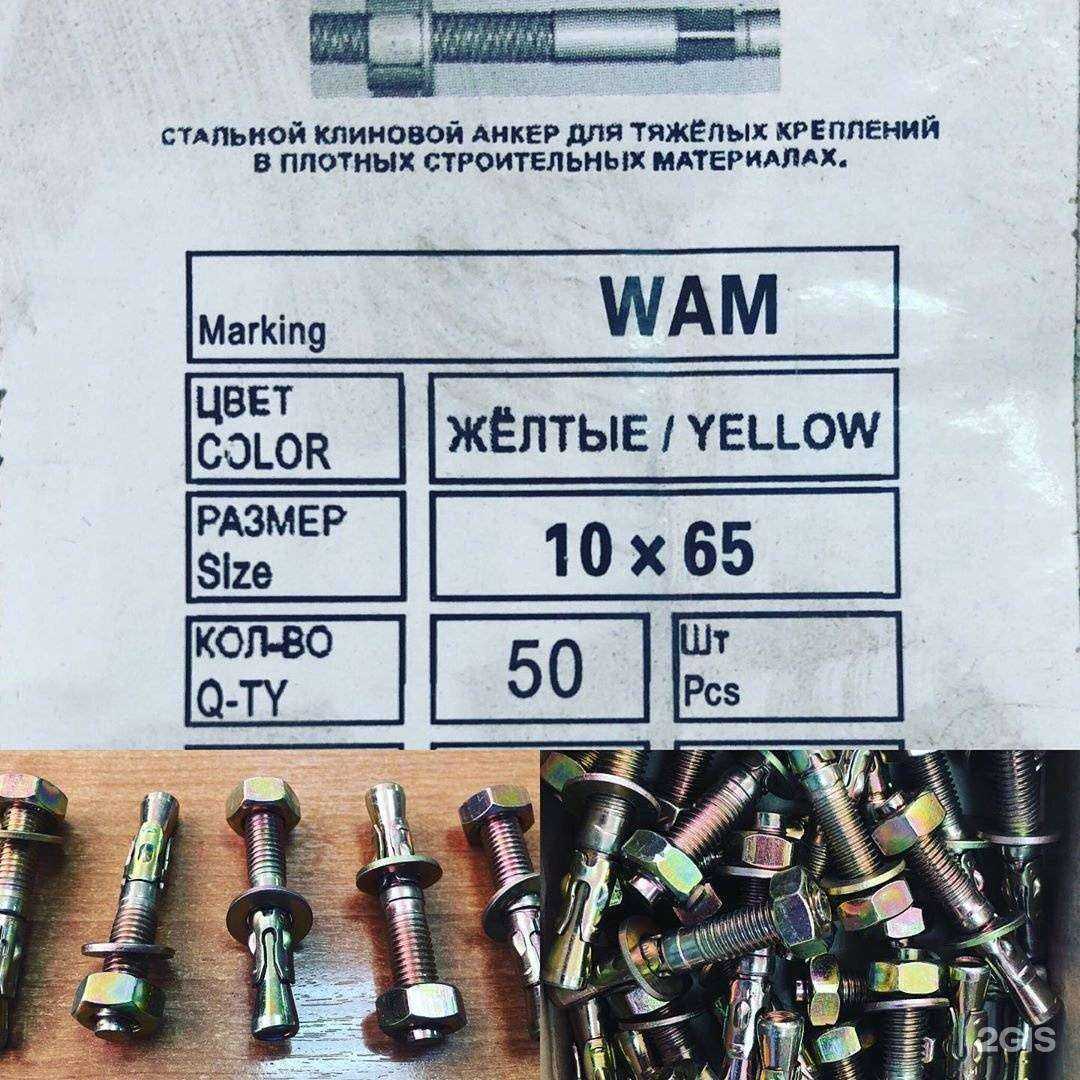 СТАЛЬНОЙ КЛИНОВОЙ АНКЕР ДЛЯ ТЯЖЁЛЫХ КРЕПЛЕНИЙ
В ПЛОТНЫХ СТРОИТЕЛЬНЫХ МАТЕРИАЛАХ.
Marking WAM
ЦВЕТ
COLOR
ЖЁЛТЫЕ / YELLOW
РАЗМЕР
Size
10 x 65
КОЛ-ВО
Q-TY
50
Шт
Pcs
2GIS